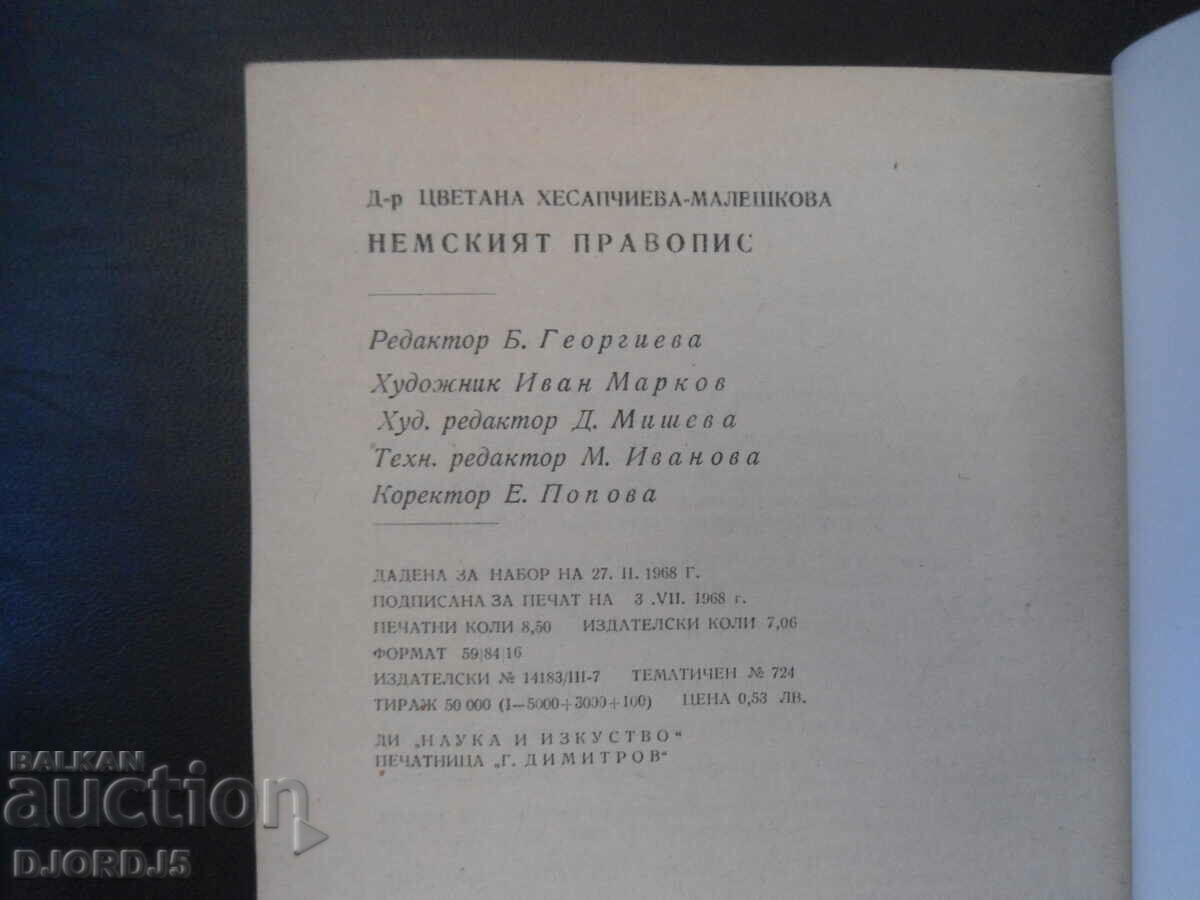 Д-р ЦВЕТАНА ХЕСАПЧИЕВА-МАЛЕШКОВА
НЕМСКИЯТ ПРАВОПИС
Редактор Б. Георгиева
Художник Иван Марков
Худ. редактор Д. Мишева
Техн. редактор М. Иванова
Коректор Е. Попова
ДАДЕНА ЗА НАБОР НА 27. II. 1968 Г.
ПОДПИСАНА ЗА ПЕЧАТ НА 3 .VII. 1968 г.
ПЕЧАТНИ КОЛИ 8,50 ИЗДАТЕЛСКИ КОЛИ 7,06
ФОРМАТ 59|84|16
ИЗДАТЕЛСКИ № 14183/III-7 ТЕМАТИЧЕН № 724
ТИРАЖ 50 000 (1—5000+3000+100) ЦЕНА 0,53 ЛВ.
ДИ „НАУКА И ИЗКУСТВО“
ПЕЧАТНИЦА „Г. ДИМИТРОВ“
BALKAN
auction
DJORDJ5